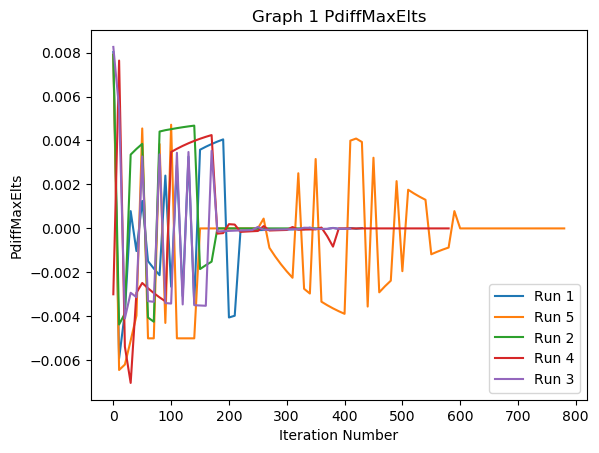 Graph 1 PdiffMaxElts
PdiffMaxElts
0.008
0.006
0.004
0.002
0.000
−0.002
−0.004
−0.006
0
100
200
300
400
500
600
700
800
Iteration Number
Run 1
Run 5
Run 2
Run 4
Run 3